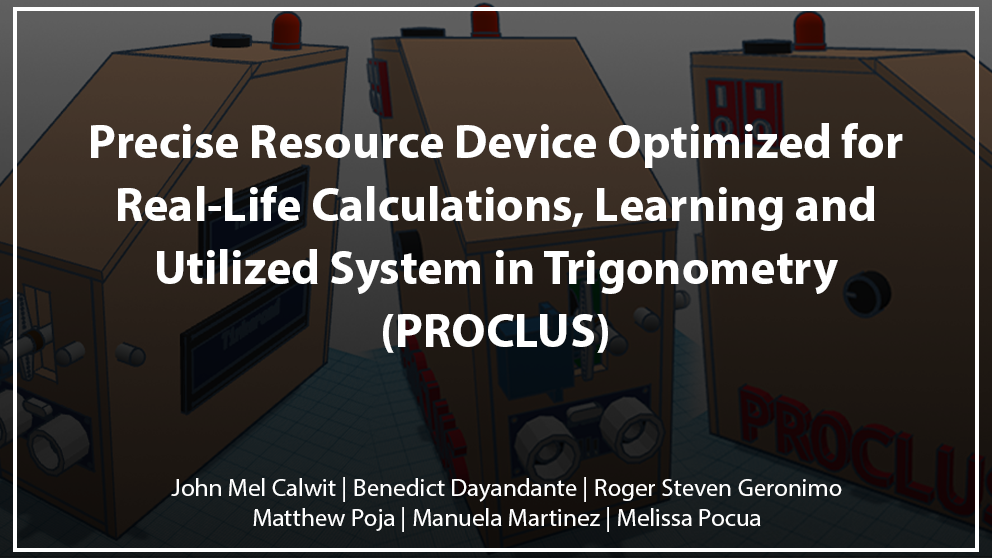 Precise Resource Device Optimized for
Real-Life Calculations, Learning and
Utilized System in Trigonometry
(PROCLUS)
PROCLUS
John Mel Calwit | Benedict Dayandante | Roger Steven Geronimo
Matthew Poja | Manuela Martinez | Melissa Pocua